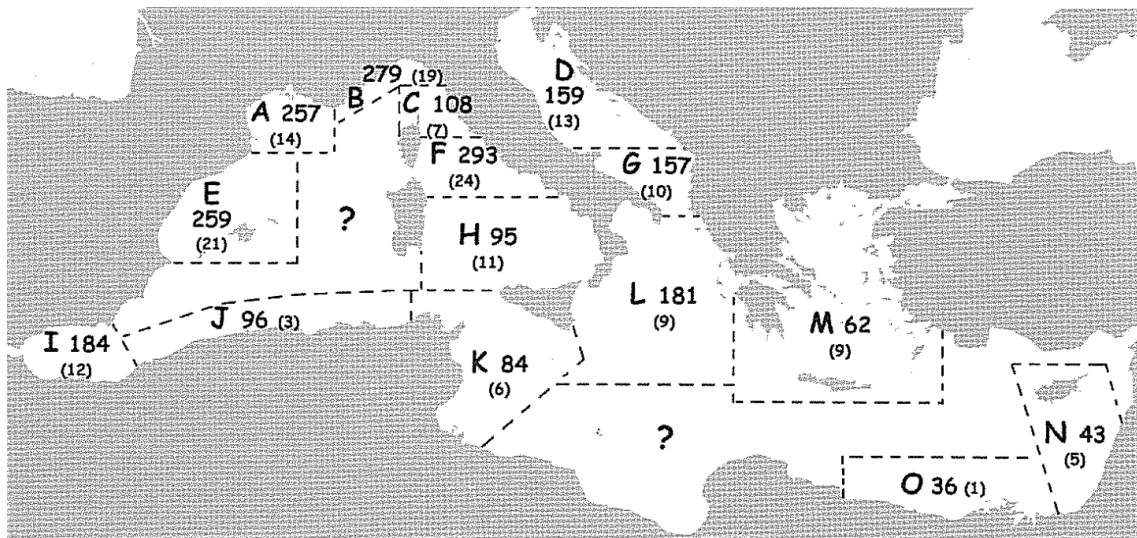 279 (19)
B
A 257
(14)
C 108
(7)
D
159
(13)
F 293
(24)
G 157
(10)
E
259
(21)
?
H 95
(11)
L 181
(9)
J 96 (3)
I 184
(12)
K 84
(6)
M 62
(9)
?
N 43
(5)
O 36 (1)